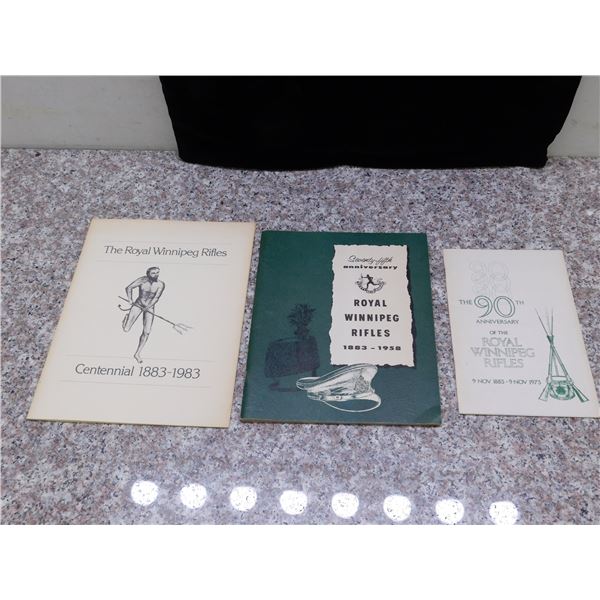 The Royal Winnipeg Rifles
Centennial 1883-1983
Seventy-fifth
anniversary
ROYAL
WINNIPEG
RIFLES
1883 - 1958
THE 90TH
ANNIVERSARY
OF THE
ROYAL
WINNIPEG
RIFLES
9 NOV 1883 - 9 NOV 1973